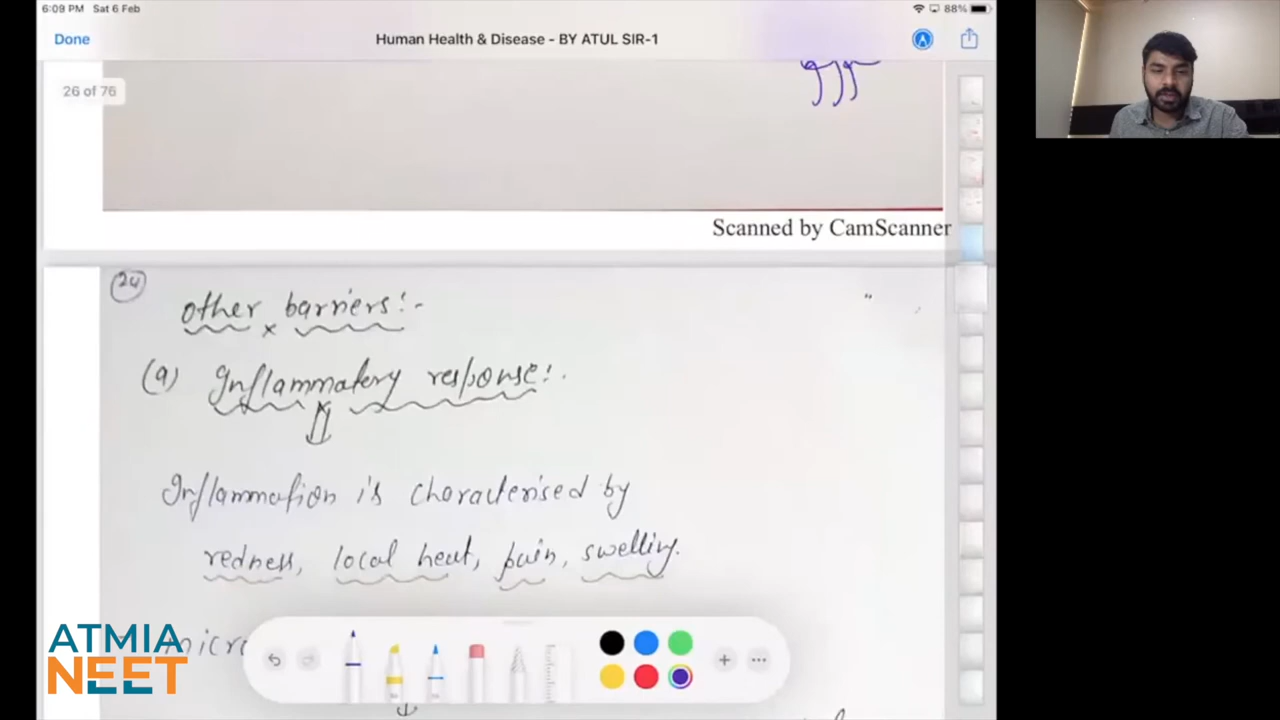 6:09 PM Sat 6 Feb
88%
Done
Human Health & Disease - BY ATUL SIR-1
26 of 76
Scanned by CamScanner
24
other barriers:-
(a) Inflammatory response:-
Inflammation is characterised by
redness, local heat, pain, swelling.
micro
ATMIA
NEET